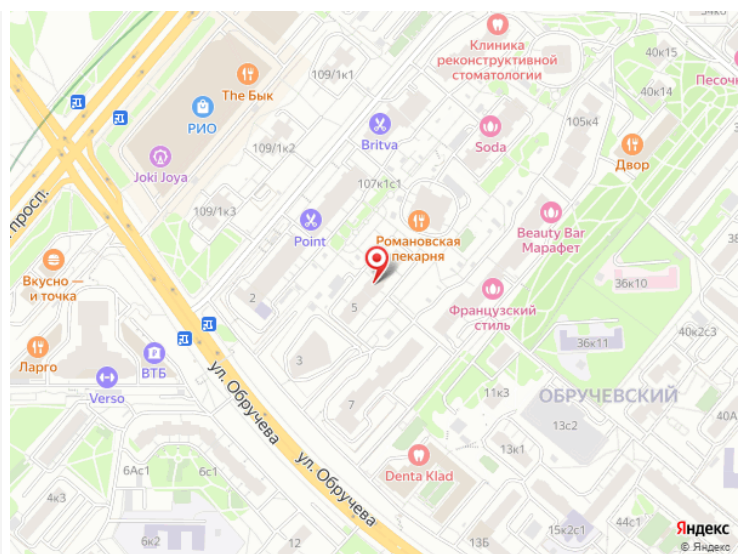 54к1
Клиника
реконструктивной
стоматологии
40к15
Песоч
109/1к1
The Бык
40к14
РИО
Britva
Soda
105к4
Двор
109/1к2
Joki Joya
107к1с1
109/1к3
просп.
Point
Романовская
пекарня
Beauty Bar
Марафет
Вкусно —
и точка
2
5
Французский
стиль
36к10
Ларго
ВТБ
3
36к11
40к2с3
Verso
ул. Обручева
7
11к3
ОБРУЧЕВСКИЙ
13с2
40А
6Ас1
6с1
ул. Обручева
13к1
Denta Klad
4к3
6к2
12
13Б
15к2с1
44с1
Яндекс
© Яндекс